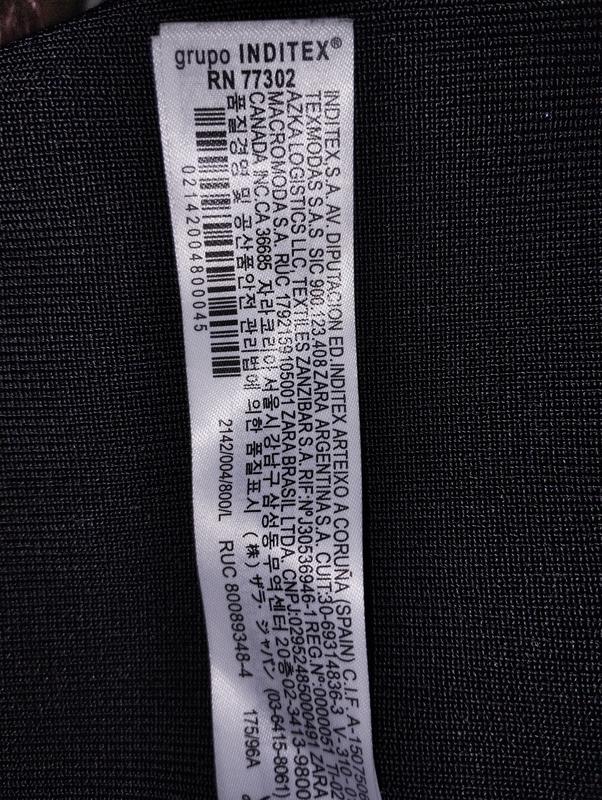 grupo INDITEX®
RN 77302
INDITEX,S.A. AV. DIPUTACION ED.INDITEX ARTEIXO A CORUÑA (SPAIN) C.I.F. A-1507506
TEXMODAS S.A.S SIC 900.123.408 ZARA ARGENTINA S.A. CUIT:30-69314836-3 V.-310-
AZKA LOGISTICS LLC, TEXTILES ZANZIBAR S.A. RIF-Nº J30536946-1 REG.Nº:0000051
MACROMODA S.A. RUC 1792159105001 ZARA BRASIL LTDA, CNPJ:02952485000491 ZARA
CANADA INC.CA 36685 자라코리아 서울시 강남구 삼성동 무역센터 20층 02-3413-9800
품질경영 및 공산품안전 관리법에 의한 품질표시 (株) ザラ・ジャパン (03-6415-8061)
02142004800045
2142/004/800/L RUC 80089348-4 175/96A